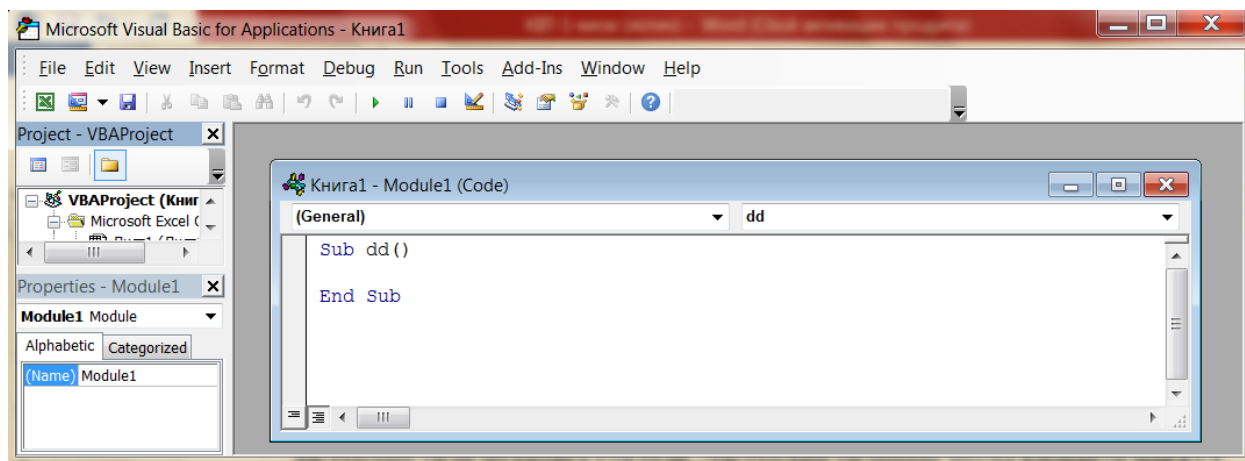 Microsoft Visual Basic for Applications - Книга1
File Edit View Insert Format Debug Run Tools Add-Ins Window Help
Project - VBAProject
VBAProject (Книг
Microsoft Excel
Properties - Module1
Module1 Module
Alphabetic Categorized
(Name) Module1
Книга1 - Module1 (Code)
(General) dd
Sub dd()
End Sub